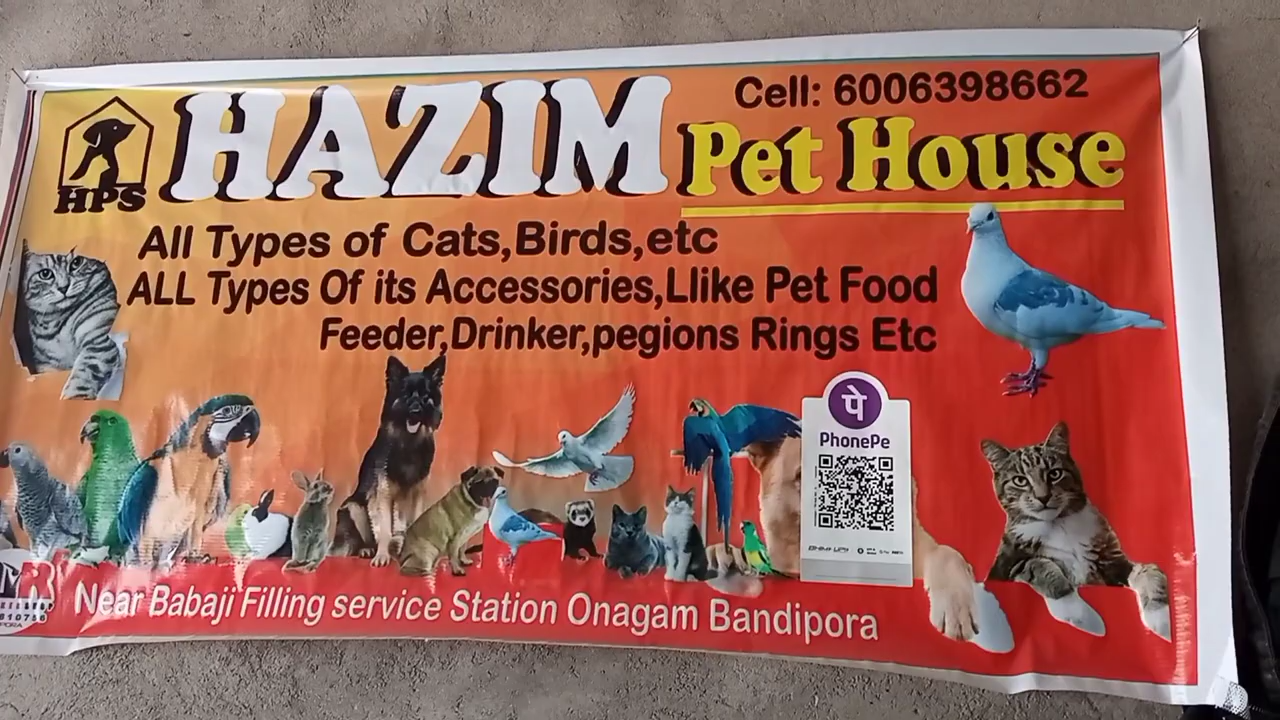 Cell: 6006398662
HAZIM Pet House
HPS
All Types of Cats,Birds,etc
ALL Types Of its Accessories,Llike Pet Food
Feeder,Drinker,pegions Rings Etc
पे
PhonePe
Near Babaji Filling service Station Onagam Bandipora